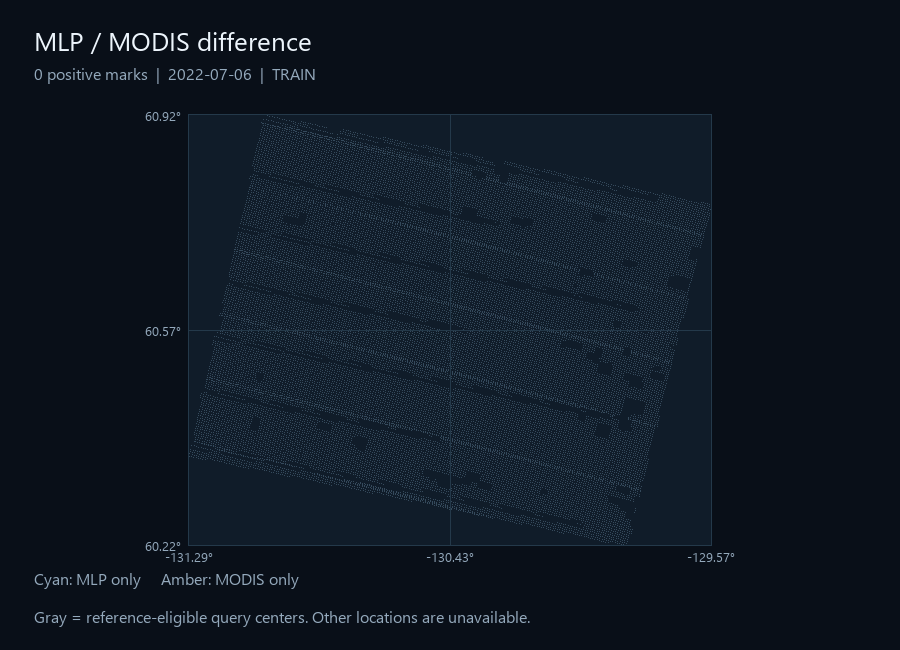 MLP / MODIS difference
0 positive marks | 2022-07-06 | TRAIN
60.92°
60.57°
60.22°
-131.29° -130.43° -129.57°
Cyan: MLP only Amber: MODIS only
Gray = reference-eligible query centers. Other locations are unavailable.